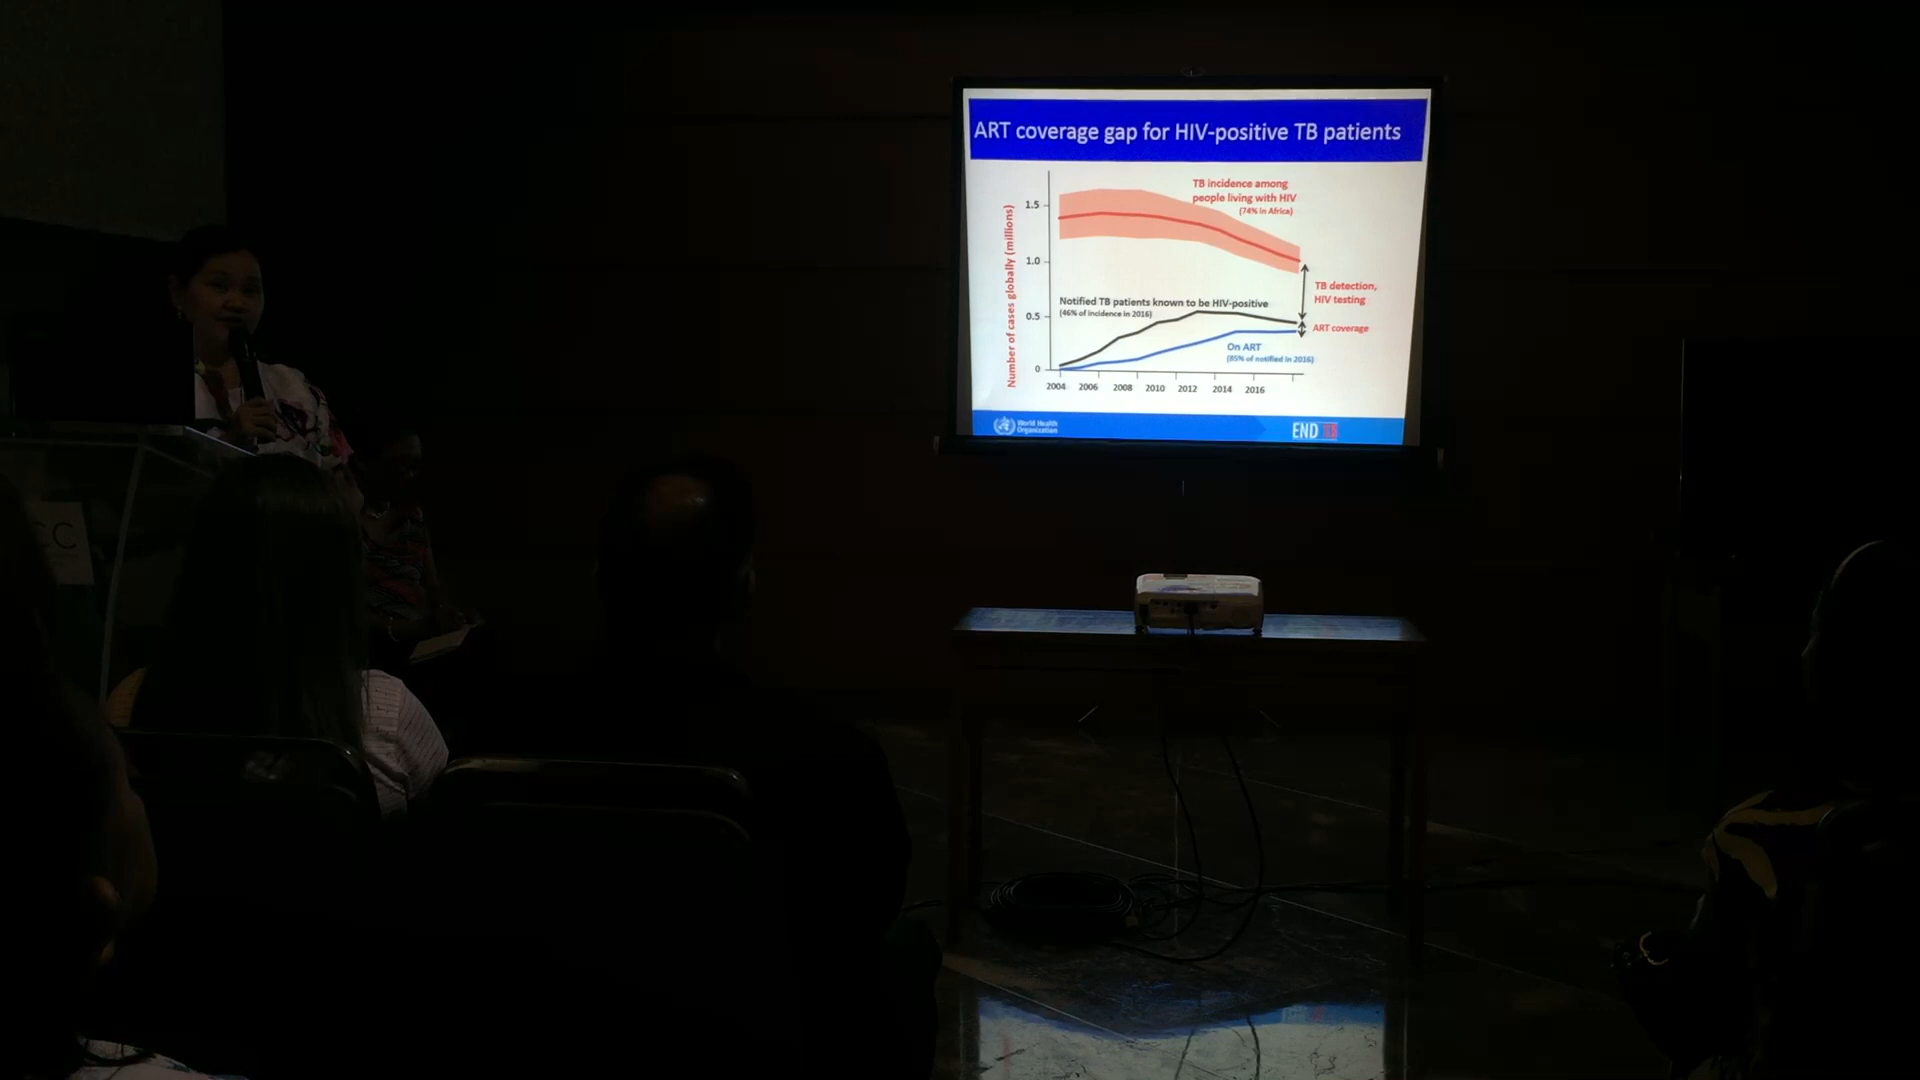 ART coverage gap for HIV-positive TB patients
TB incidence among
people living with HIV
(74% in Africa)
Number of cases globally (millions)
1.5
1.0
0.5
0
TB detection,
HIV testing
Notified TB patients known to be HIV-positive
(46% of incidence in 2016)
ART coverage
On ART
(85% of notified in 2016)
2004 2006 2008 2010 2012 2014 2016
World Health
Organization
END TB
CC